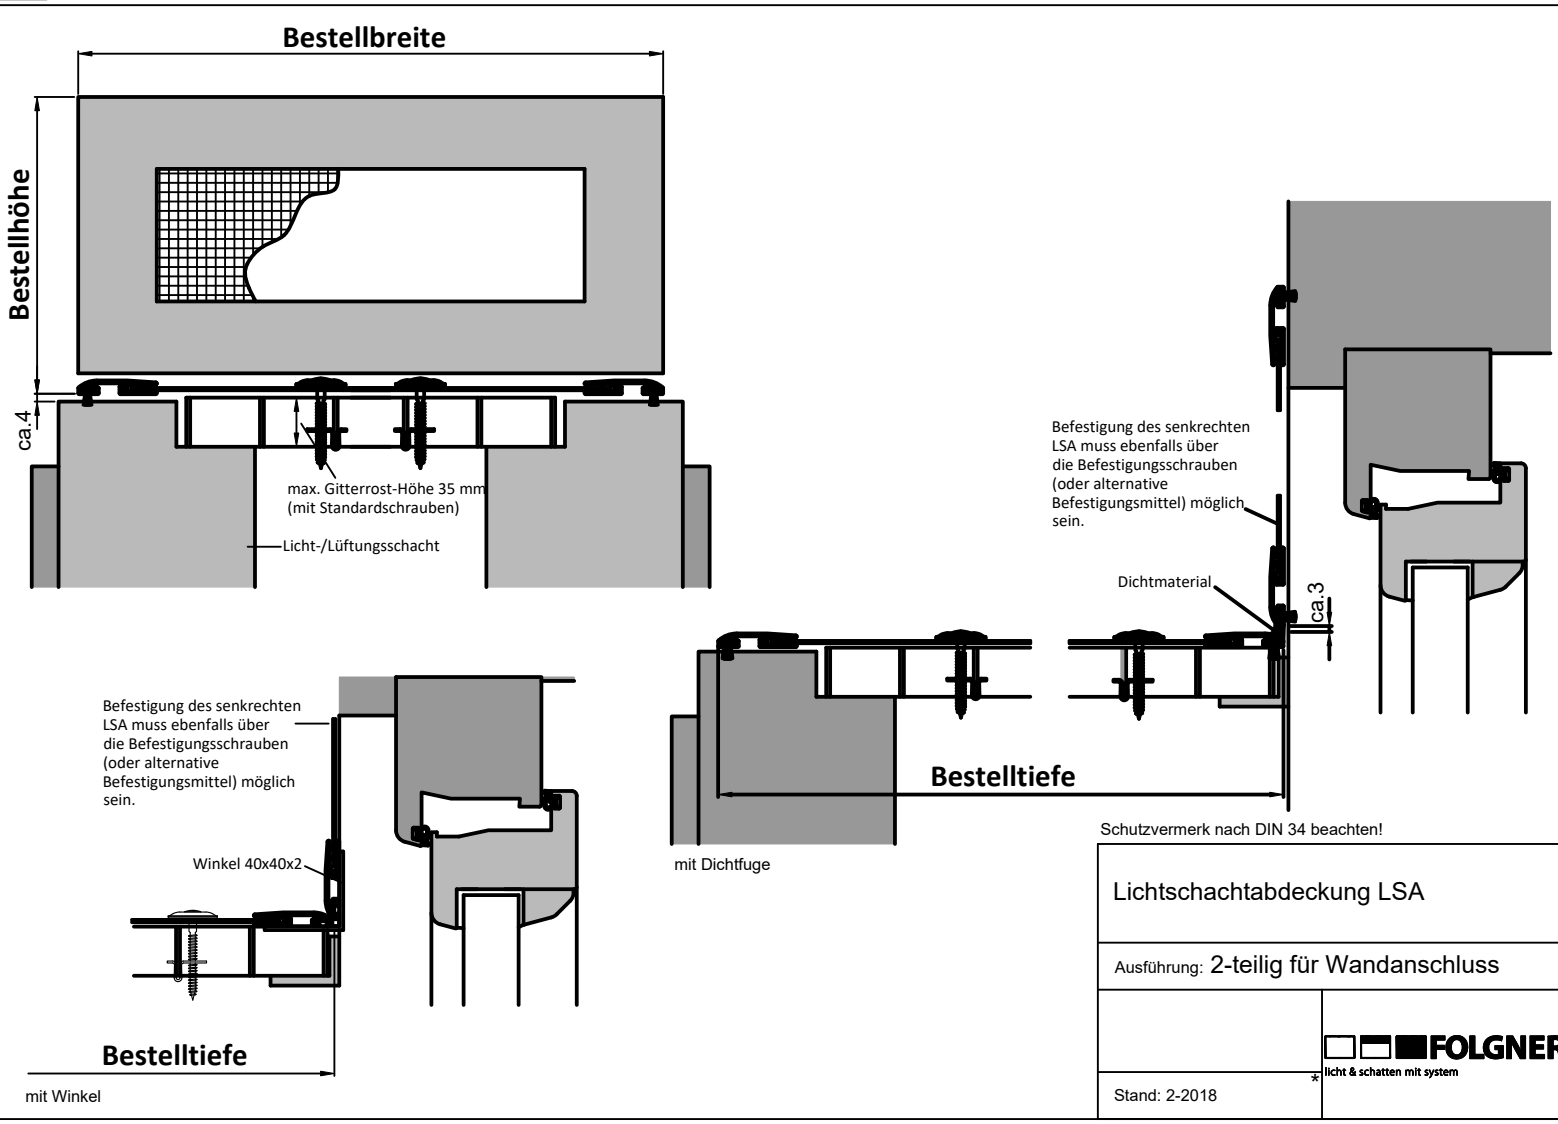 Bestellbreite
Bestellhöhe
ca.4
max. Gitterrost-Höhe 35 mm
(mit Standardschrauben)
Licht-/Lüftungsschacht
Befestigung des senkrechten
LSA muss ebenfalls über
die Befestigungsschrauben
(oder alternative
Befestigungsmittel) möglich
sein.
Dichtmaterial
ca.3
Bestelltiefe
mit Dichtfuge
Befestigung des senkrechten
LSA muss ebenfalls über
die Befestigungsschrauben
(oder alternative
Befestigungsmittel) möglich
sein.
Winkel 40x40x2
Bestelltiefe
mit Winkel
Schutzvermerk nach DIN 34 beachten!
Lichtschachtabdeckung LSA
Ausführung: 2-teilig für Wandanschluss
FOLGNER
licht & schatten mit system
*
Stand: 2-2018